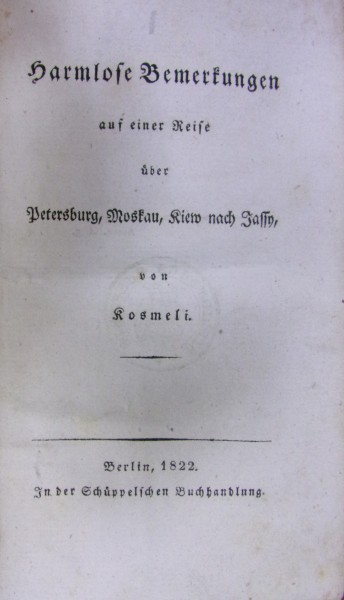 Harmlose Bemerkungen
auf einer Reise
über
Petersburg, Moskau, Kiew nach Jassy,
von
Kosmeli.
Berlin, 1822.
In der Schüppelschen Buchhandlung.